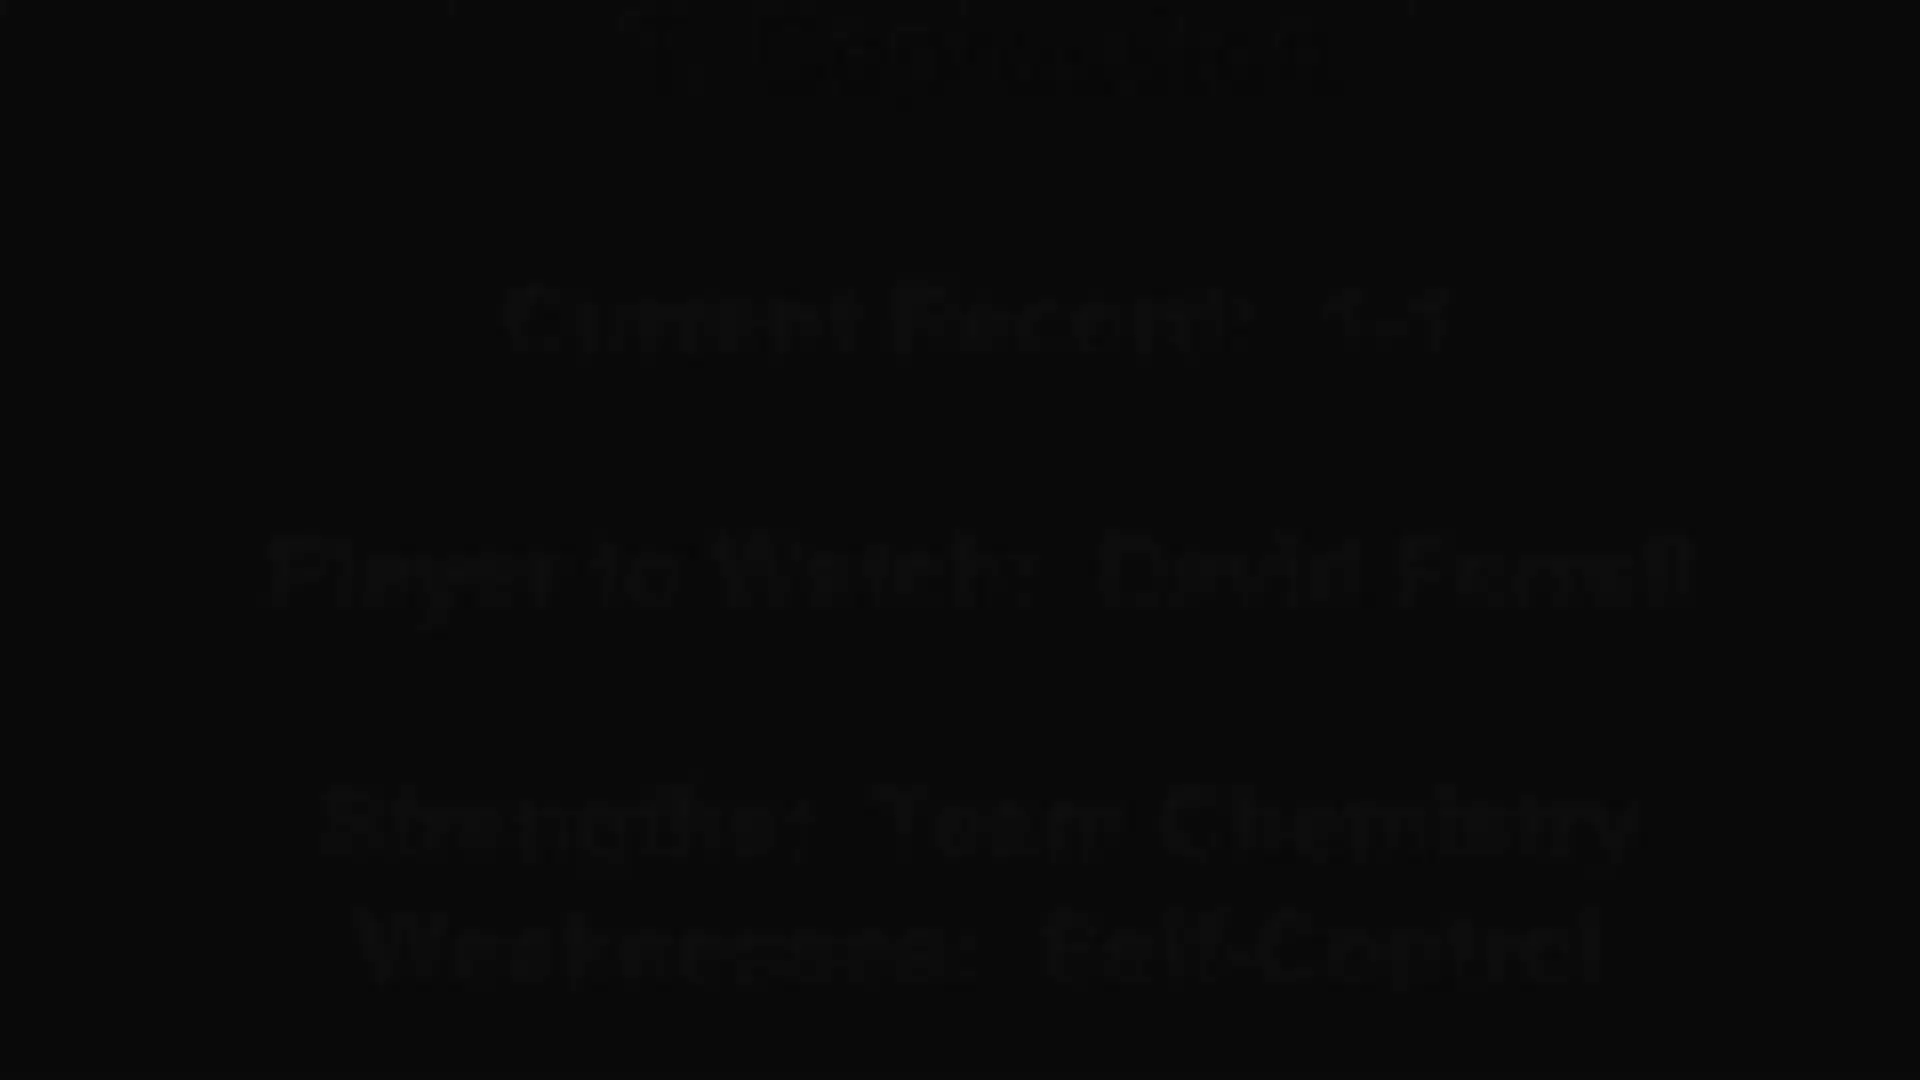 Current Record: 1-1
Player to Watch: David Farrell
Strengths: Team Chemistry
Weaknesses: Self-Control